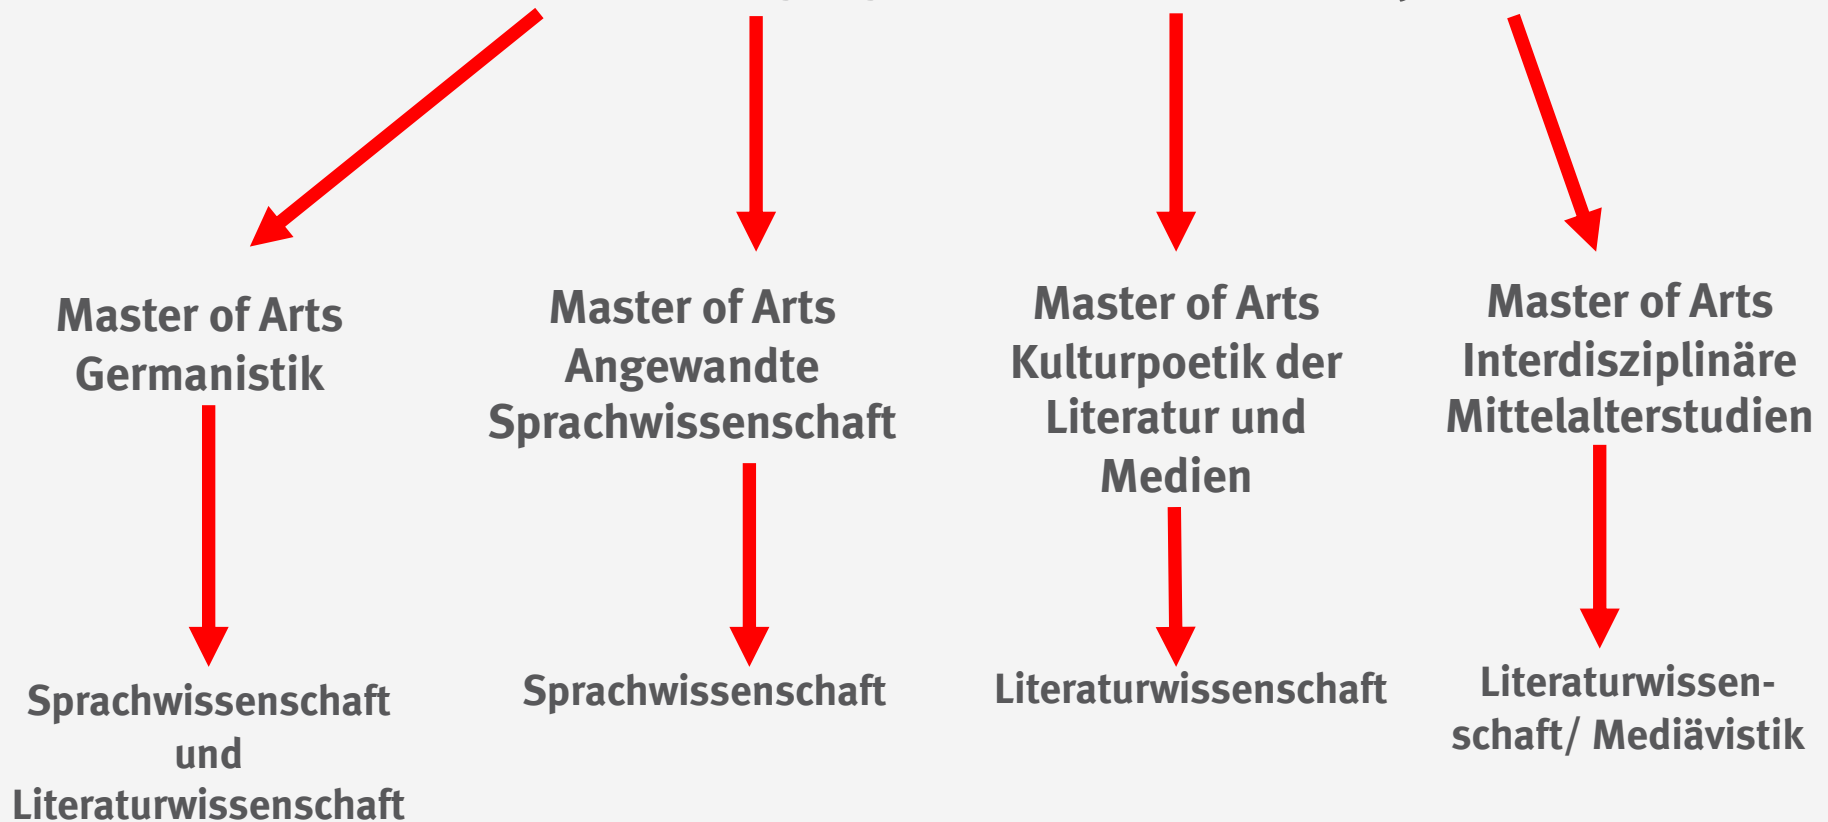 Master of Arts
Germanistik
Master of Arts
Angewandte
Sprachwissenschaft
Master of Arts
Kulturpoetik der
Literatur und
Medien
Master of Arts
Interdisziplinäre
Mittelalterstudien
Sprachwissenschaft
und
Literaturwissenschaft
Sprachwissenschaft
Literaturwissenschaft
Literaturwissen-
schaft/ Mediävistik